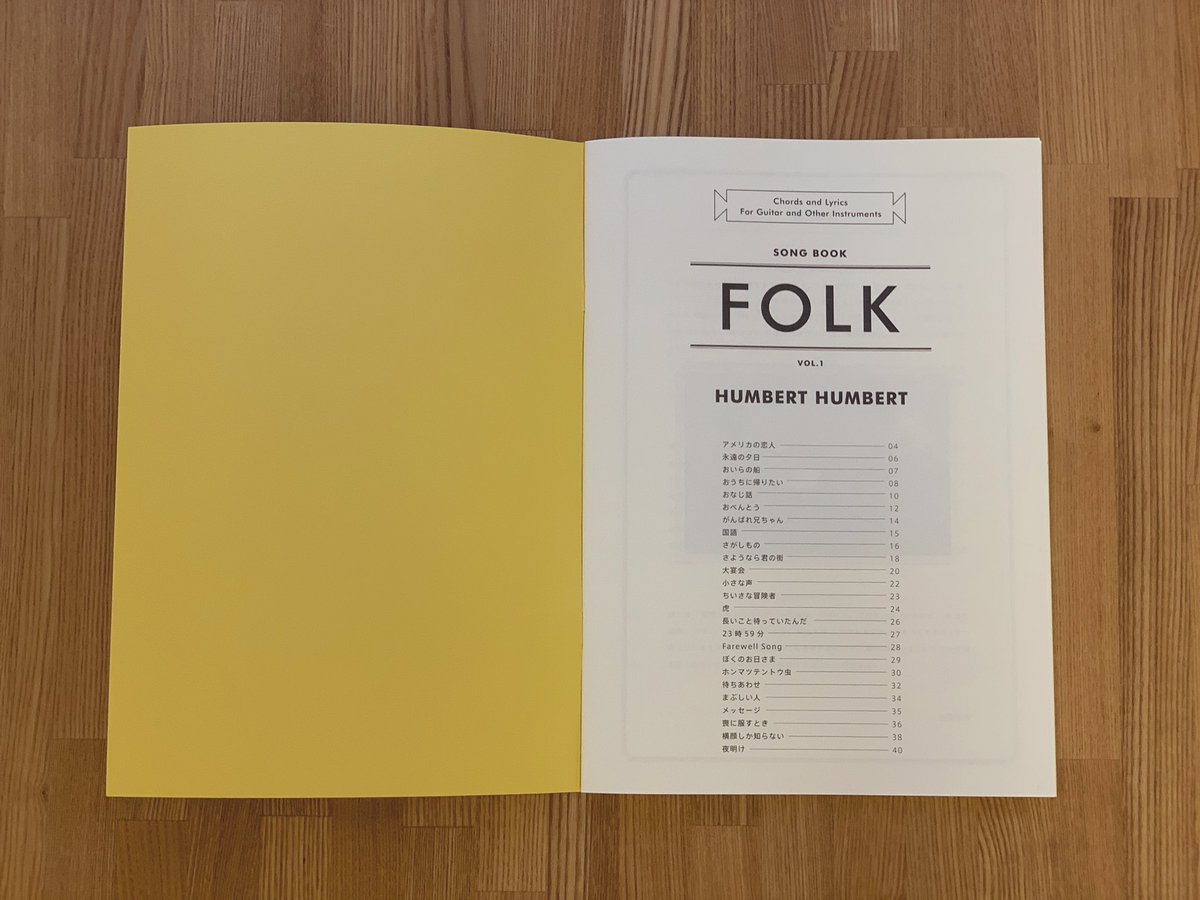 Chords and Lyrics
For Guitar and Other Instruments
SONG BOOK
FOLK
VOL.1
HUMBERT HUMBERT
アメリカの恋人 04
永遠の夕日 06
おいらの船 07
おうちに帰りたい 08
おなじ話 10
おべんとう 12
がんばれ兄ちゃん 14
国語 15
さがしもの 16
さようなら君の街 18
大宴会 20
小さな声 22
ちいさな冒険者 23
虎 24
長いこと待っていたんだ 26
23時59分 27
Farewell Song 28
ぼくのお日さま 29
ホンマツテントウ虫 30
待ちあわせ 32
まぶしい人 34
メッセージ 35
喪に服すとき 36
横顔しか知らない 38
夜明け 40